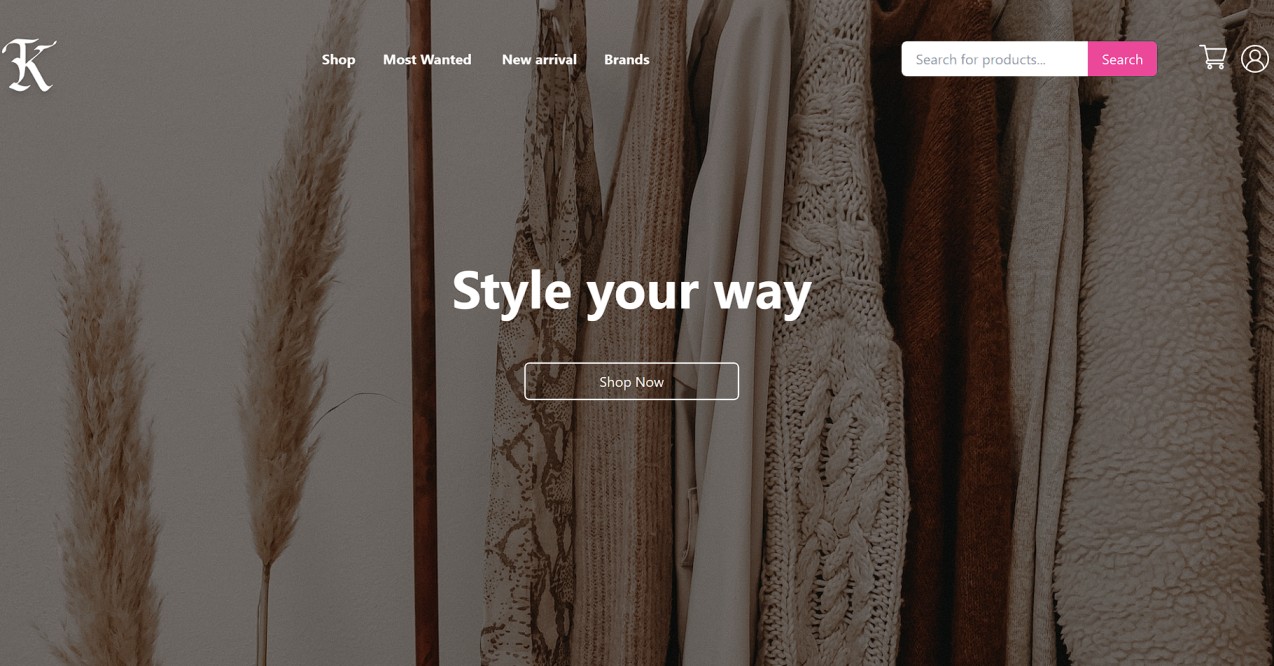 K
Shop
Most Wanted
New arrival
Brands
Search for products...
Search
Style your way
Shop Now